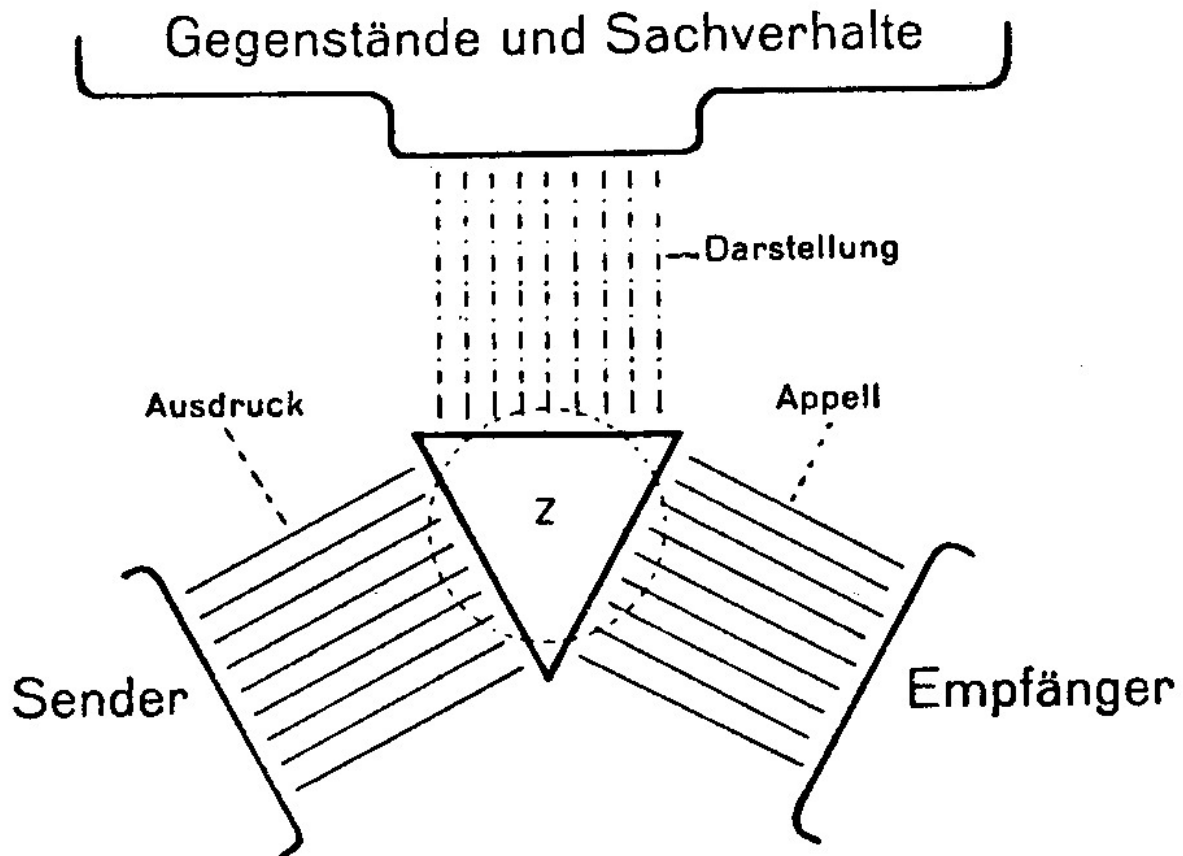 Gegenstände und Sachverhalte
Darstellung
Ausdruck
Appell
Z
Sender
Empfänger